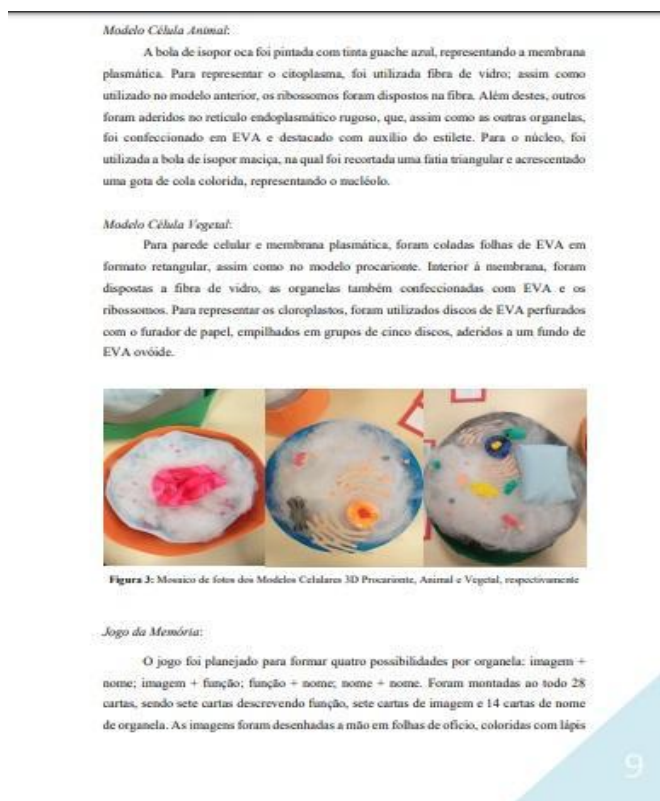 Modelo Célula Animal:
A bola de isopor oca foi pintada com tinta guache azul, representando a membrana
plasmática. Para representar o citoplasma, foi utilizada fibra de vidro; assim como
utilizado no modelo anterior, os ribossomos foram dispostos na fibra. Além destes, outros
foram aderidos no retículo endoplasmático rugoso, que, assim como as outras organelas,
foi confeccionado em EVA e destacado com auxílio do estilete. Para o núcleo, foi
utilizada a bola de isopor maciça, na qual foi recortada uma fatia triangular e acrescentado
uma gota de cola colorida, representando o nucléolo.
Modelo Célula Vegetal:
Para parede celular e membrana plasmática, foram coladas folhas de EVA em
formato retangular, assim como no modelo procarionte. Interior à membrana, foram
dispostas a fibra de vidro, as organelas também confeccionadas com EVA e os
ribossomos. Para representar os cloroplastos, foram utilizados discos de EVA perfurados
com o furador de papel, empilhados em grupos de cinco discos, aderidos a um fundo de
EVA ovóide.
Figura 3: Mosaico de fotos dos Modelos Celulares 3D Procarionte, Animal e Vegetal, respectivamente
Jogo da Memória:
O jogo foi planejado para formar quatro possibilidades por organela: imagem +
nome; imagem + função; função + nome; nome + nome. Foram montadas ao todo 28
cartas, sendo sete cartas descrevendo função, sete cartas de imagem e 14 cartas de nome
de organela. As imagens foram desenhadas a mão em folhas de ofício, coloridas com lápis
9